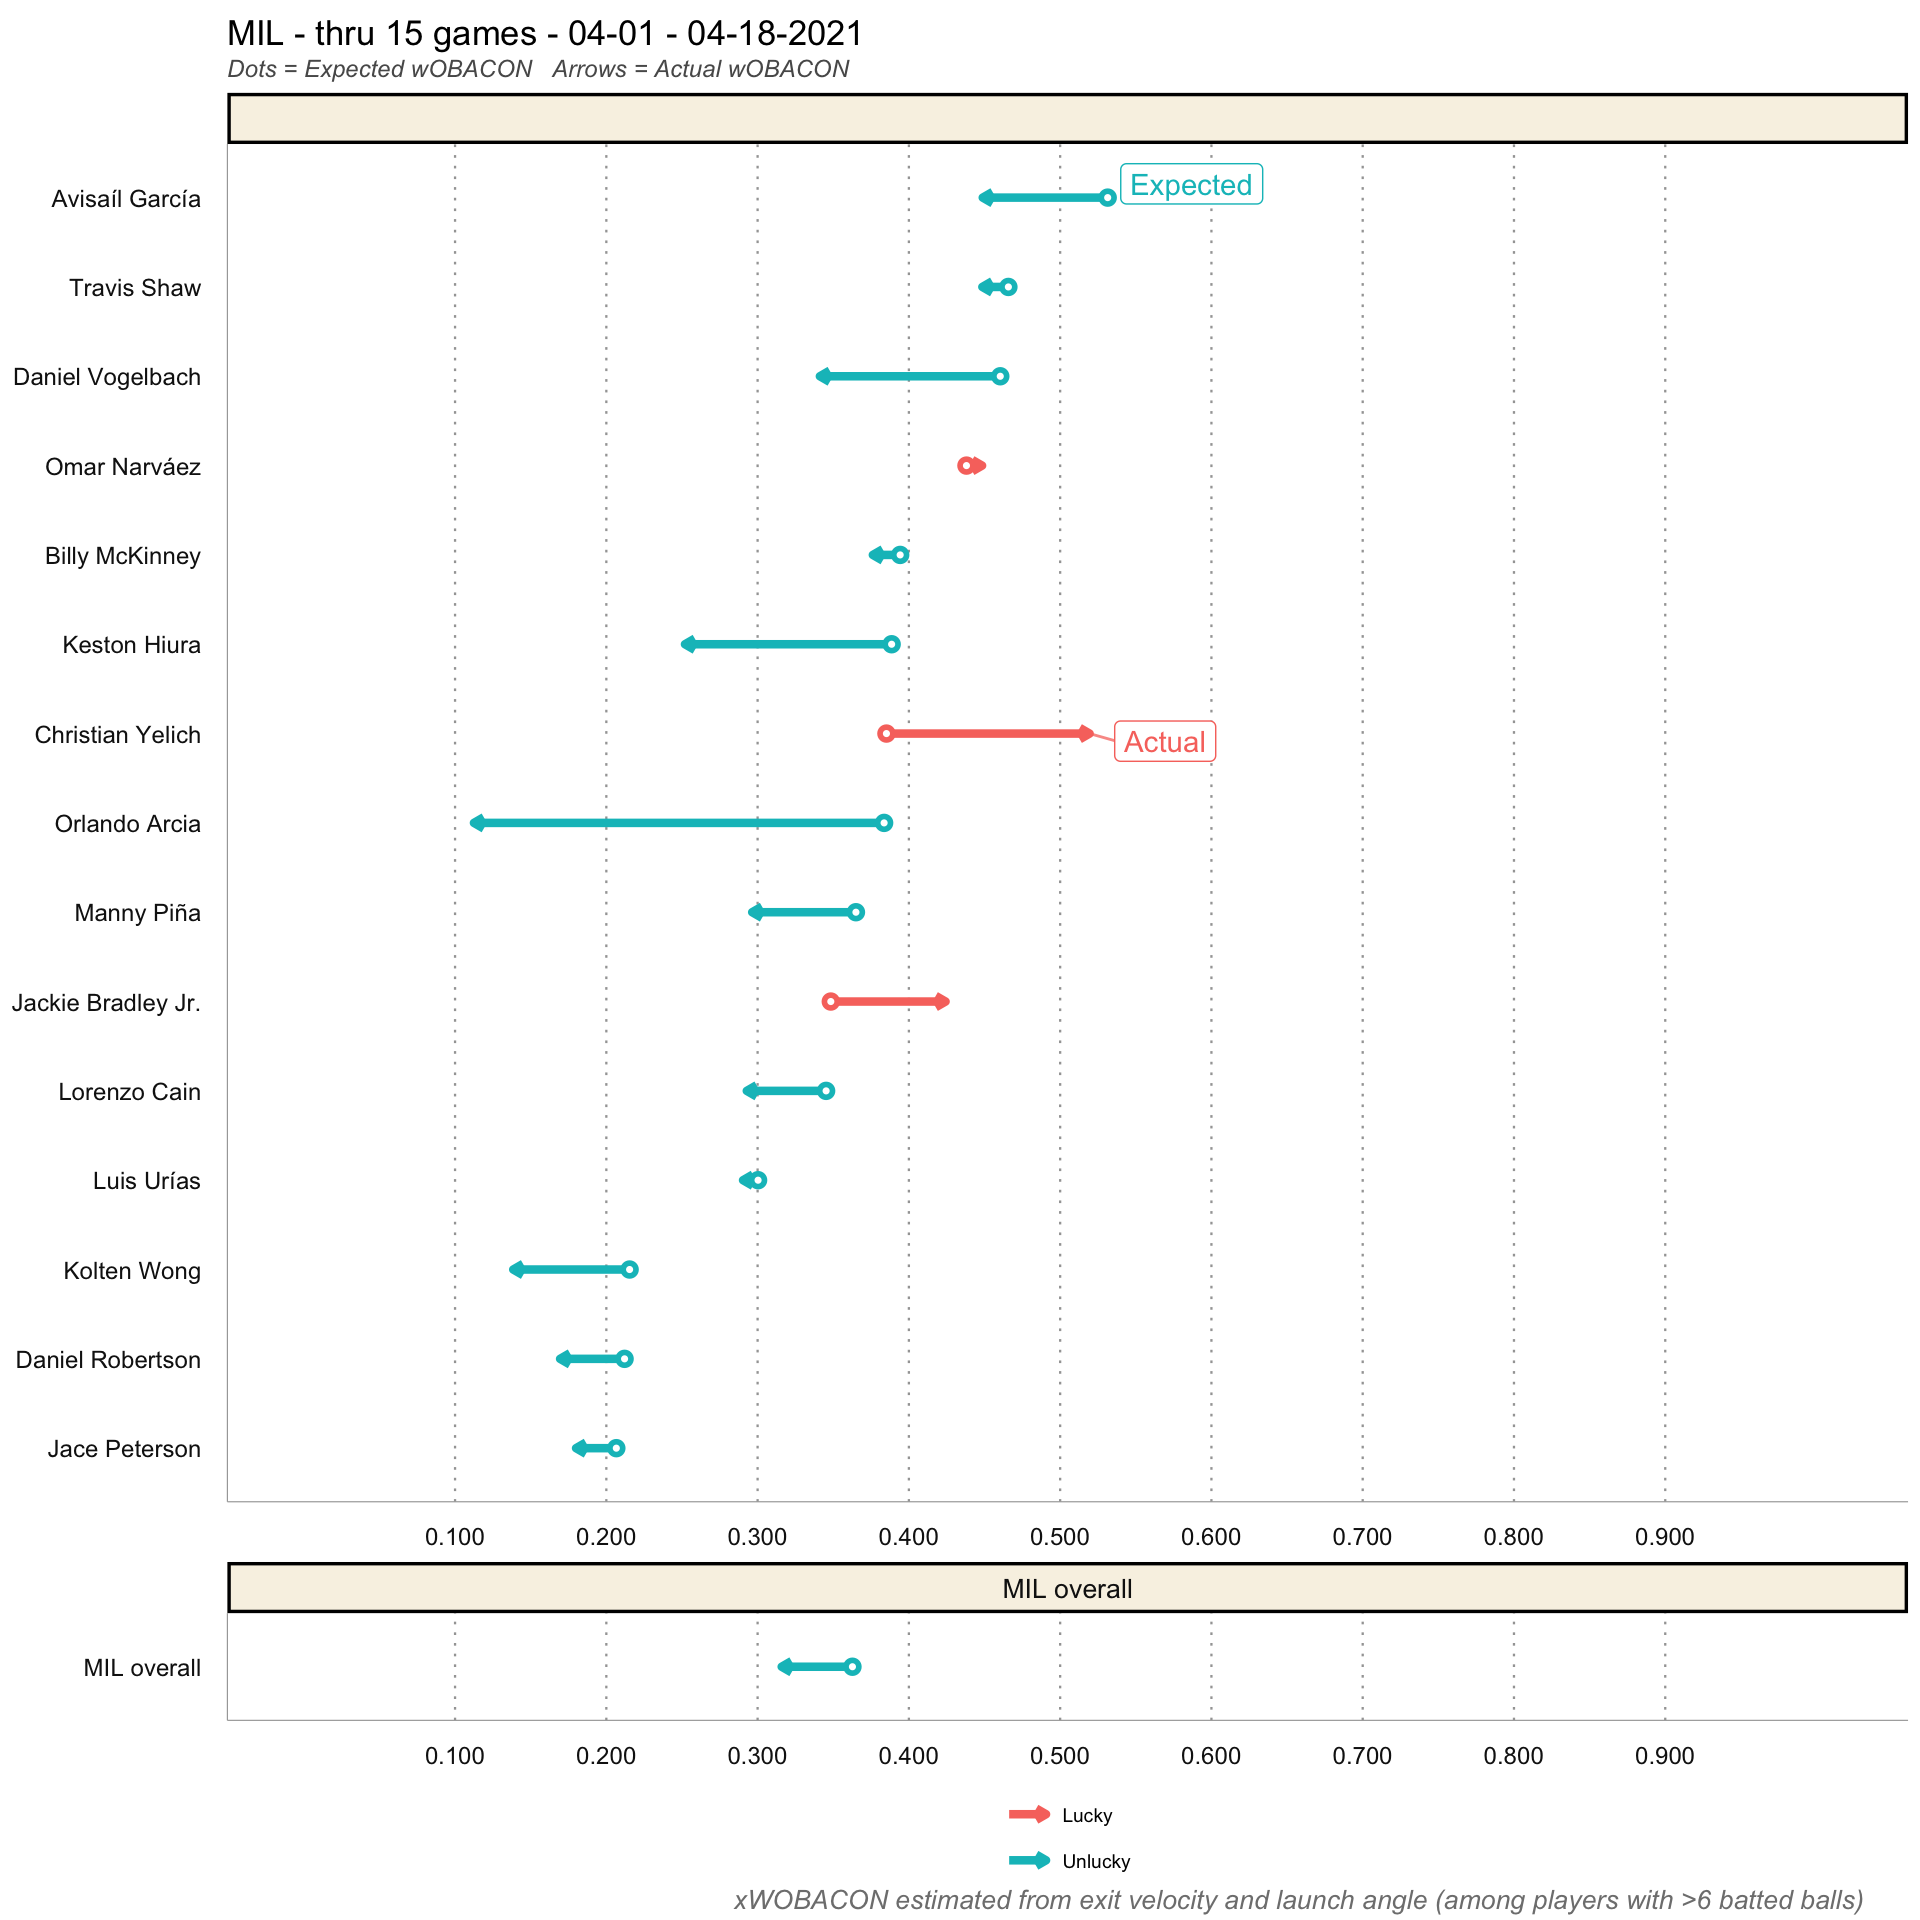 MIL - thru 15 games - 04-01 - 04-18-2021
Dots = Expected wOBACON   Arrows = Actual wOBACON
Avisaíl García
Expected
Travis Shaw
Daniel Vogelbach
Omar Narváez
Billy McKinney
Keston Hiura
Christian Yelich
Actual
Orlando Arcia
Manny Piña
Jackie Bradley Jr.
Lorenzo Cain
Luis Urías
Kolten Wong
Daniel Robertson
Jace Peterson
0.100 0.200 0.300 0.400 0.500 0.600 0.700 0.800 0.900
MIL overall
MIL overall
0.100 0.200 0.300 0.400 0.500 0.600 0.700 0.800 0.900
Lucky
Unlucky
xWOBACON estimated from exit velocity and launch angle (among players with >6 batted balls)